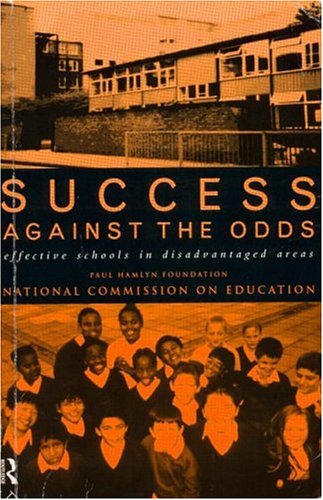 SUCCESS
AGAINST THE ODDS
effective schools in disadvantaged areas
PAUL HAMLYN FOUNDATION
NATIONAL COMMISSION ON EDUCATION
R